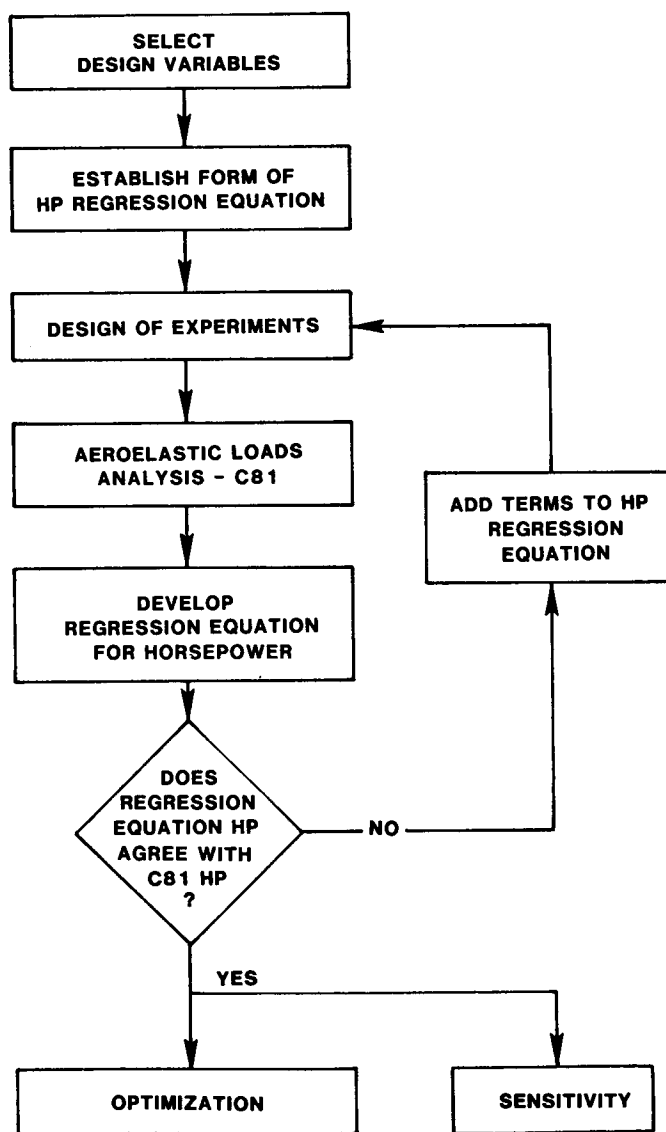 SELECT
DESIGN VARIABLES
ESTABLISH FORM OF
HP REGRESSION EQUATION
DESIGN OF EXPERIMENTS
AEROELASTIC LOADS
ANALYSIS - C81
ADD TERMS TO HP
REGRESSION
EQUATION
DEVELOP
REGRESSION EQUATION
FOR HORSEPOWER
DOES
REGRESSION
EQUATION HP
AGREE WITH
C81 HP
?
NO
YES
OPTIMIZATION
SENSITIVITY